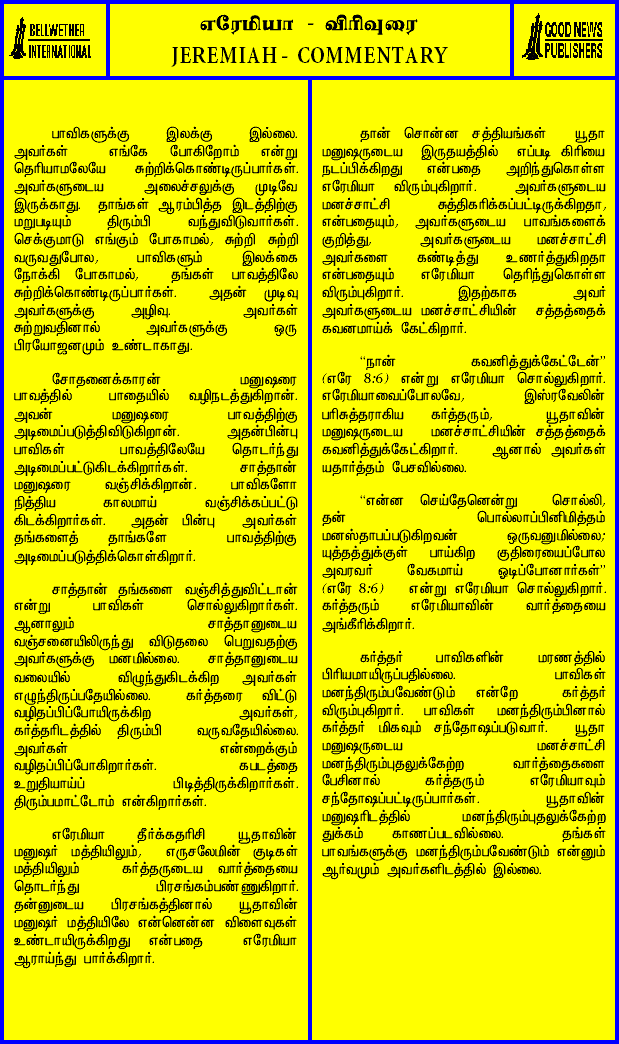 BELLWETHER
INTERNATIONAL
எரேமியா - விரிவுரை
JEREMIAH - COMMENTARY
GOOD NEWS
PUBLISHERS
பாவிகளுக்கு இலக்கு இல்லை.
அவர்கள் எங்கே போகிறோம் என்று
தெரியாமலேயே சுற்றிக்கொண்டிருப்பார்கள்.
அவர்களுடைய அலைச்சலுக்கு முடிவே
இருக்காது. தாங்கள் ஆரம்பித்த இடத்திற்கு
மறுபடியும் திரும்பி வந்துவிடுவார்கள்.
செக்குமாடு எங்கும் போகாமல், சுற்றி சுற்றி
வருவதுபோல, பாவிகளும் இலக்கை
நோக்கி போகாமல், தங்கள் பாவத்திலே
சுற்றிக்கொண்டிருப்பார்கள். அதன் முடிவு
அவர்களுக்கு அழிவு. அவர்கள்
சுற்றுவதினால் அவர்களுக்கு ஒரு
பிரயோஜனமும் உண்டாகாது.
சோதனைக்காரன் மனுஷரை
பாவத்தில் பாதையில் வழிநடத்துகிறான்.
அவன் மனுஷரை பாவத்திற்கு
அடிமைப்படுத்திவிடுகிறான். அதன்பின்பு
பாவிகள் பாவத்திலேயே தொடர்ந்து
அடிமைப்பட்டுகிடக்கிறார்கள். சாத்தான்
மனுஷரை வஞ்சிக்கிறான். பாவிகளோ
நித்திய காலமாய் வஞ்சிக்கப்பட்டு
கிடக்கிறார்கள். அதன் பின்பு அவர்கள்
தங்களைத் தாங்களே பாவத்திற்கு
அடிமைப்படுத்திக்கொள்கிறார்.
சாத்தான் தங்களை வஞ்சித்துவிட்டான்
என்று பாவிகள் சொல்லுகிறார்கள்.
ஆனாலும் சாத்தானுடைய
வஞ்சனையிலிருந்து விடுதலை பெறுவதற்கு
அவர்களுக்கு மனமில்லை. சாத்தானுடைய
வலையில் விழுந்துகிடக்கிற அவர்கள்
எழுந்திருப்பதேயில்லை. கர்த்தரை விட்டு
வழிதப்பிப்போயிருக்கிற அவர்கள்,
கர்த்தரிடத்தில் திரும்பி வருவதேயில்லை.
அவர்கள் என்றைக்கும்
வழிதப்பிப்போகிறார்கள். கபடத்தை
உறுதியாய்ப் பிடித்திருக்கிறார்கள்.
திரும்பமாட்டோம் என்கிறார்கள்.
எரேமியா தீர்க்கதரிசி யூதாவின்
மனுஷர் மத்தியிலும், எருசலேமின் குடிகள்
மத்தியிலும் கர்த்தருடைய வார்த்தையை
தொடர்ந்து பிரசங்கம்பண்ணுகிறார்.
தன்னுடைய பிரசங்கத்தினால் யூதாவின்
மனுஷர் மத்தியிலே என்னென்ன விளைவுகள்
உண்டாயிருக்கிறது என்பதை எரேமியா
ஆராய்ந்து பார்க்கிறார்.
தான் சொன்ன சத்தியங்கள் யூதா
மனுஷருடைய இருதயத்தில் எப்படி கிரியை
நடப்பிக்கிறது என்பதை அறிந்துகொள்ள
எரேமியா விரும்புகிறார். அவர்களுடைய
மனச்சாட்சி சுத்திகரிக்கப்பட்டிருக்கிறதா,
என்பதையும், அவர்களுடைய பாவங்களைக்
குறித்து, அவர்களுடைய மனச்சாட்சி
அவர்களை கண்டித்து உணர்த்துகிறதா
என்பதையும் எரேமியா தெரிந்துகொள்ள
விரும்புகிறார். இதற்காக அவர்
அவர்களுடைய மனச்சாட்சியின் சத்தத்தைக்
கவனமாய்க் கேட்கிறார்.
“நான் கவனித்துக்கேட்டேன்”
(எரே 8:6) என்று எரேமியா சொல்லுகிறார்.
எரேமியாவைப்போலவே, இஸ்ரவேலின்
பரிசுத்தராகிய கர்த்தரும், யூதாவின்
மனுஷருடைய மனச்சாட்சியின் சத்தத்தைக்
கவனித்துக்கேட்கிறார். ஆனால் அவர்கள்
யதார்த்தம் பேசவில்லை.
“என்ன செய்தேனென்று சொல்லி,
தன் பொல்லாப்பினிமித்தம்
மனஸ்தாபப்படுகிறவன் ஒருவனுமில்லை;
யுத்தத்துக்குள் பாய்கிற குதிரையைப்போல
அவரவர் வேகமாய் ஓடிப்போனார்கள்”
(எரே 8:6) என்று எரேமியா சொல்லுகிறார்.
கர்த்தரும் எரேமியாவின் வார்த்தையை
அங்கீரிக்கிறார்.
கர்த்தர் பாவிகளின் மரணத்தில்
பிரியமாயிருப்பதில்லை. பாவிகள்
மனந்திரும்பவேண்டும் என்றே கர்த்தர்
விரும்புகிறார். பாவிகள் மனந்திரும்பினால்
கர்த்தர் மிகவும் சந்தோஷப்படுவார். யூதா
மனுஷருடைய மனச்சாட்சி
மனந்திரும்புதலுக்கேற்ற வார்த்தைகளை
பேசினால் கர்த்தரும் எரேமியாவும்
சந்தோஷப்பட்டிருப்பார்கள். யூதாவின்
மனுஷரிடத்தில் மனந்திரும்புதலுக்கேற்ற
துக்கம் காணப்படவில்லை. தங்கள்
பாவங்களுக்கு மனந்திரும்பவேண்டும் என்னும்
ஆர்வமும் அவர்களிடத்தில் இல்லை.